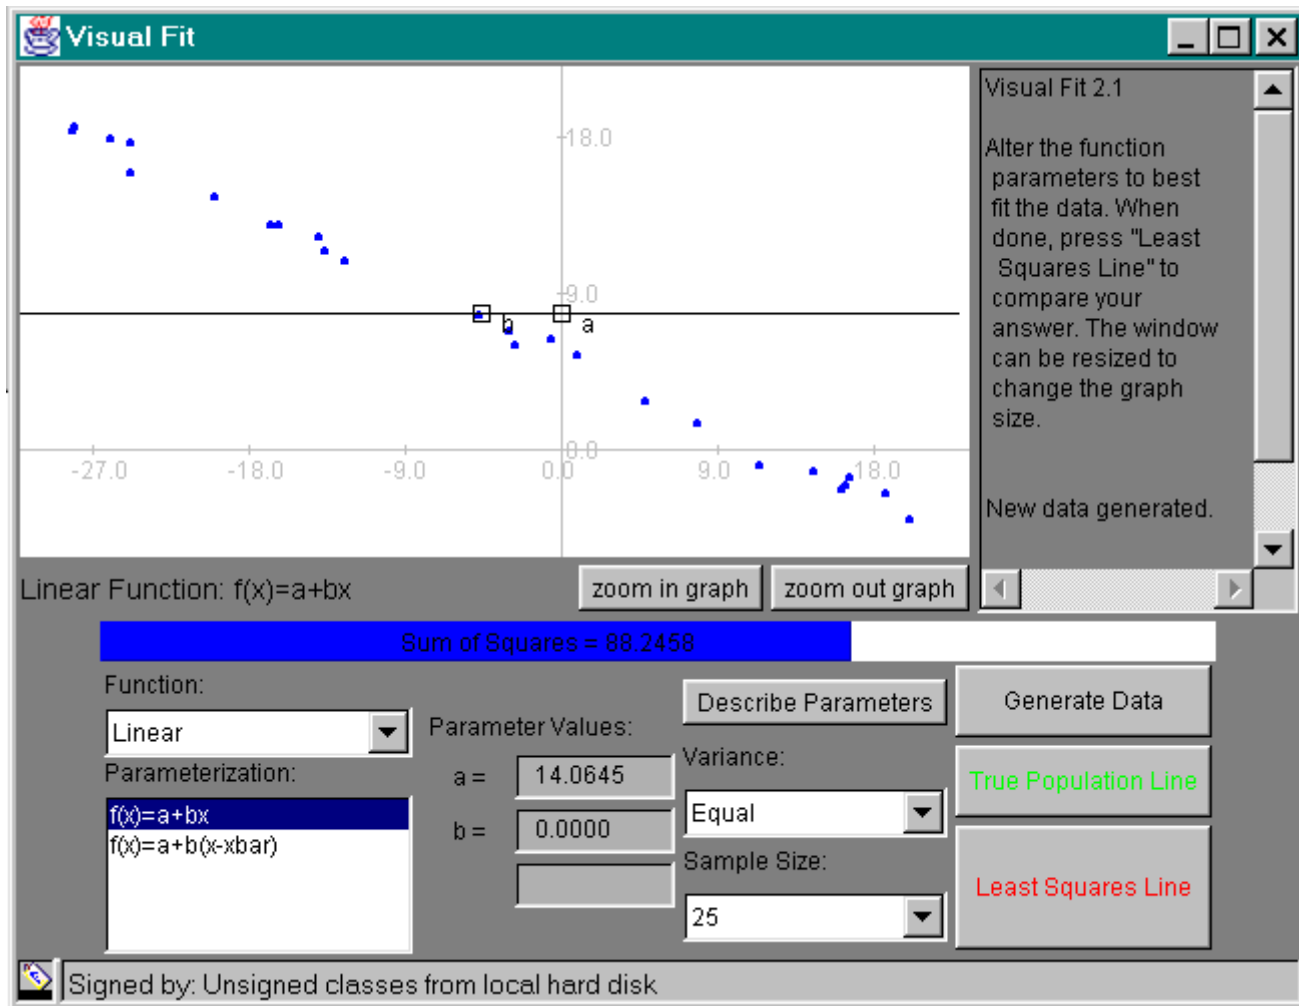 Visual Fit
18.0
9.0
0.0
-27.0
-18.0
-9.0
0.0
9.0
18.0
b
a
Visual Fit 2.1
Alter the function
parameters to best
fit the data. When
done, press "Least
Squares Line" to
compare your
answer. The window
can be resized to
change the graph
size.
New data generated.
Linear Function: f(x)=a+bx
zoom in graph
zoom out graph
Sum of Squares = 88.2458
Function:
Linear
Parameterization:
f(x)=a+bx
f(x)=a+b(x-xbar)
Parameter Values:
a = 14.0645
b = 0.0000
Describe Parameters
Variance:
Equal
Sample Size:
25
Generate Data
True Population Line
Least Squares Line
Signed by: Unsigned classes from local hard disk